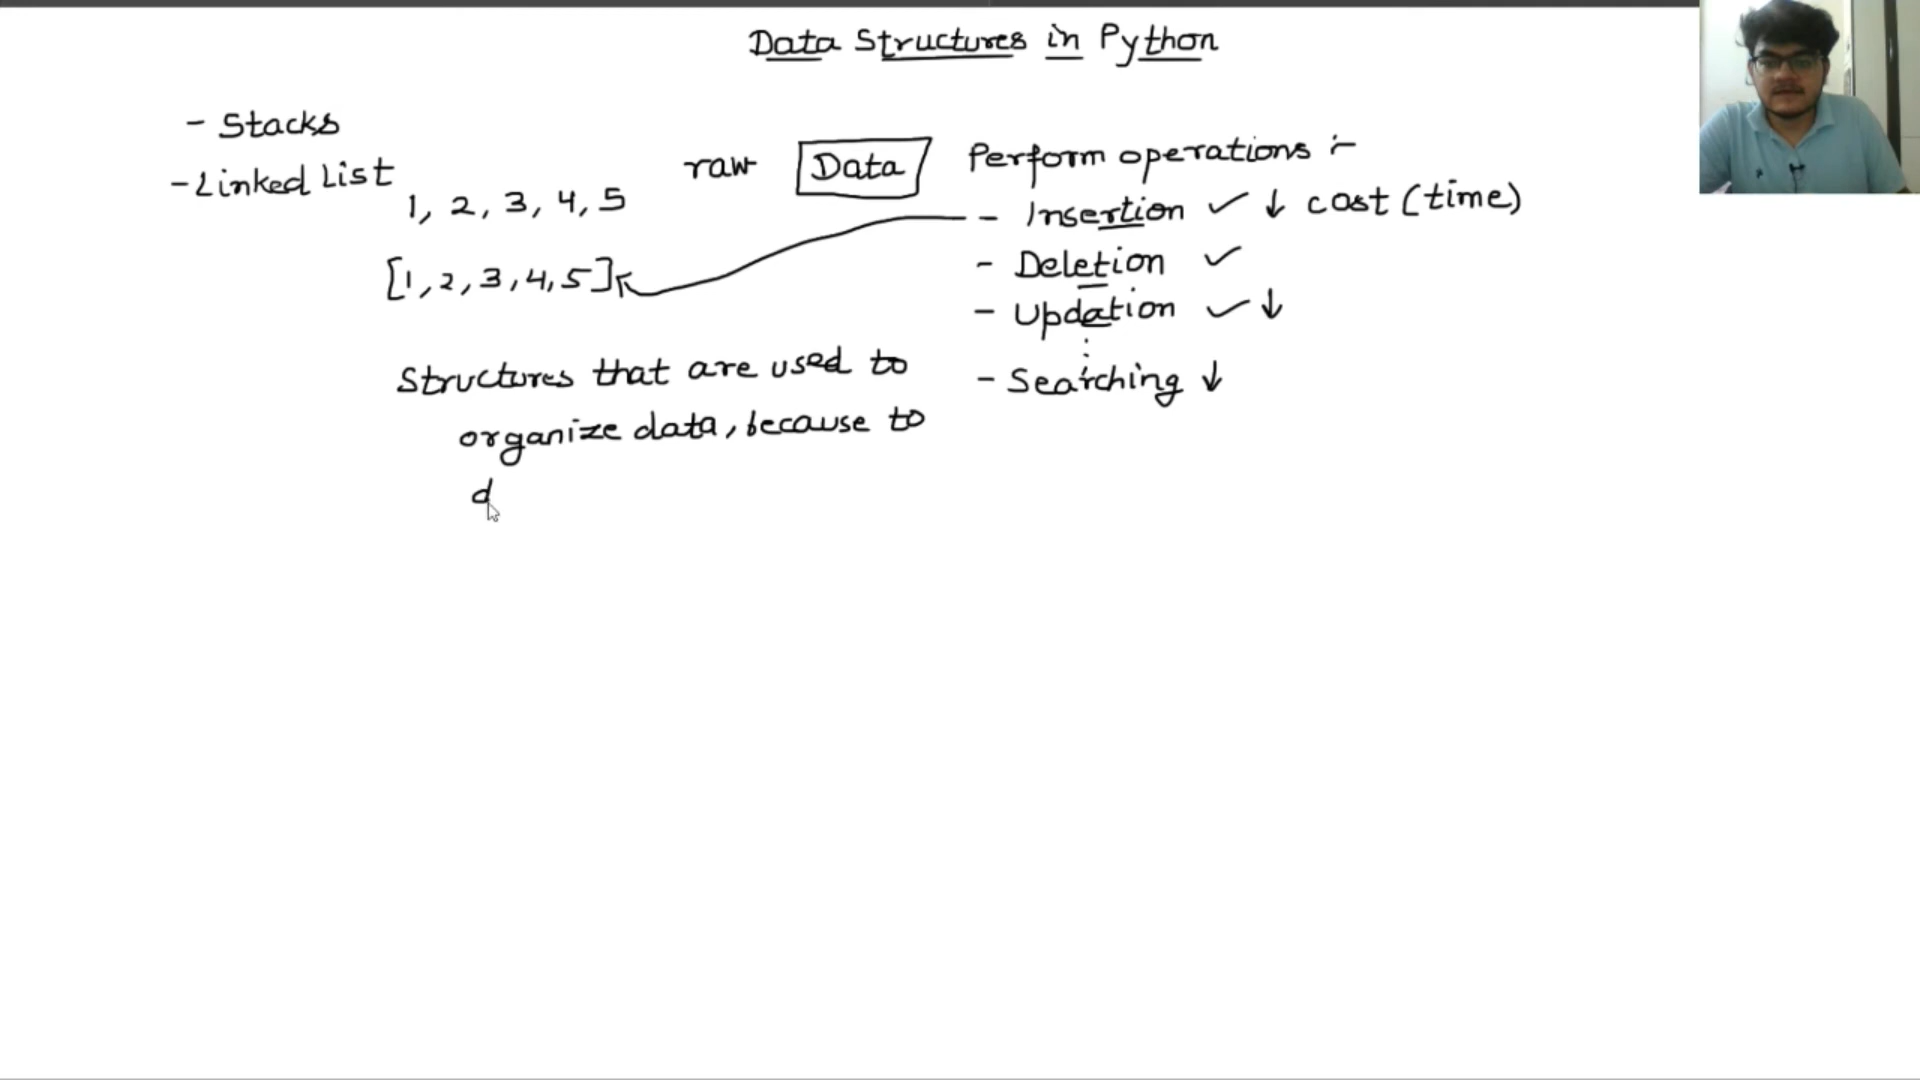 Data Structures in Python
- Stacks
- Linked List
1, 2, 3, 4, 5
[1, 2, 3, 4, 5]
raw Data
Perform operations :-
- Insertion ✓ ↓ cost (time)
- Deletion ✓
- Updation ✓ ↓
- Searching ↓
Structures that are used to
organize data, because to
d